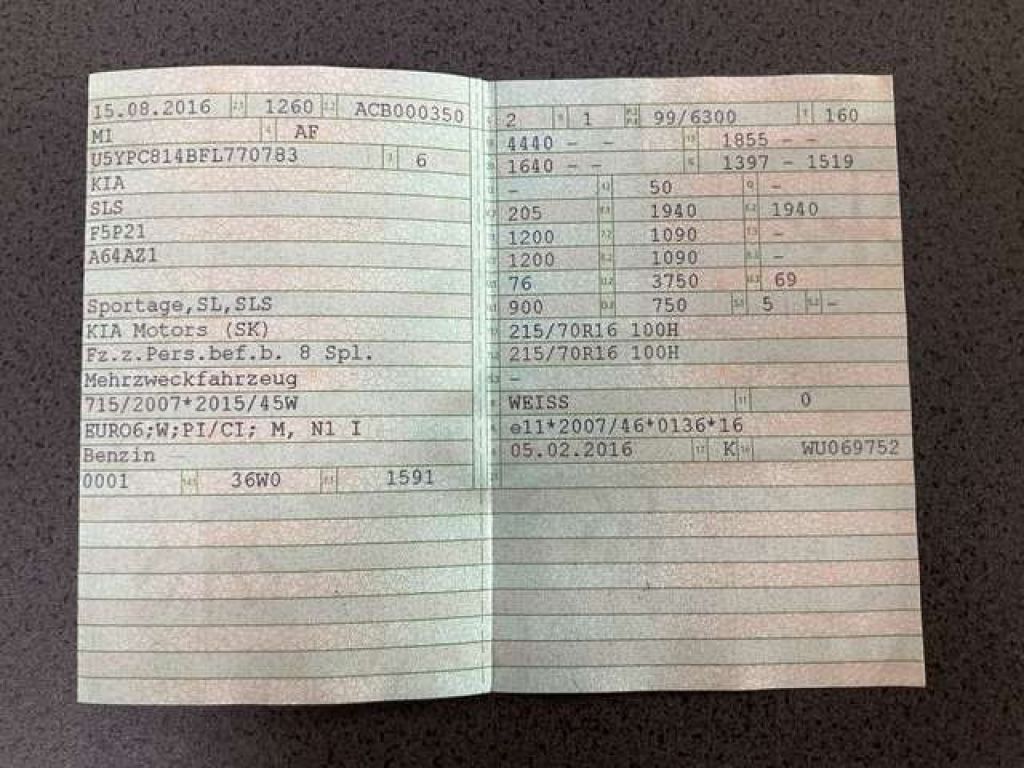 15.08.2016 1260 ACB000350
M1 AF
U5YPC814BFL770783 6
KIA
SLS
F5P21
A64AZ1
Sportage,SL,SLS
KIA Motors (SK)
Fz.z.Pers.bef.b. 8 Spl.
Mehrzweckfahrzeug
715/2007*2015/45W
EURO6;W;PI/CI; M, N1 I
Benzin
0001 36W0 1591
2 1 99/6300 160
4440 - - 1855 - -
1640 - - 1397 - 1519
- 50 -
205 1940 1940
1200 1090 -
1200 1090 -
76 3750 69
900 750 5 -
215/70R16 100H
215/70R16 100H
-
WEISS 0
e11*2007/46*0136*16
05.02.2016 K WU069752